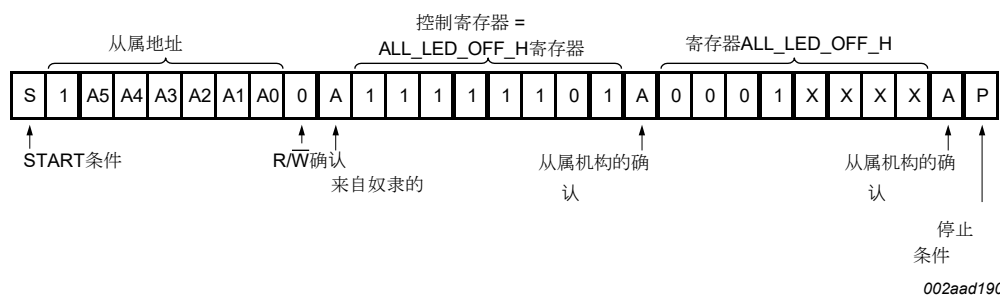 控制寄存器 =
从属地址 ALL_LED_OFF_H寄存器 寄存器ALL_LED_OFF_H
S 1 A5 A4 A3 A2 A1 A0 0 A 1 1 1 1 1 1 0 1 A 0 0 0 1 X X X X A P
START条件 R/W̅确认 从属机构的确 从属机构的确
来自奴隶的 认 认
停止
条件
002aad190